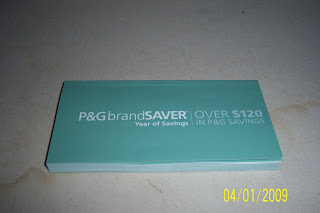 P&G brandSAVER
Year of Savings
OVER $120
IN P&G SAVINGS
04/01/2009